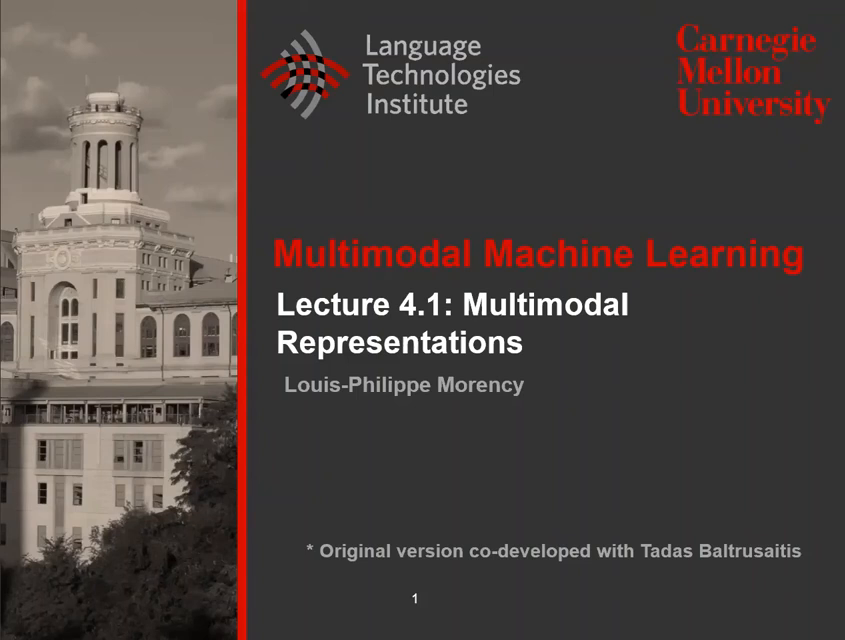 Language
Technologies
Institute
Carnegie
Mellon
University
Multimodal Machine Learning
Lecture 4.1: Multimodal
Representations
Louis-Philippe Morency
* Original version co-developed with Tadas Baltrusaitis
1